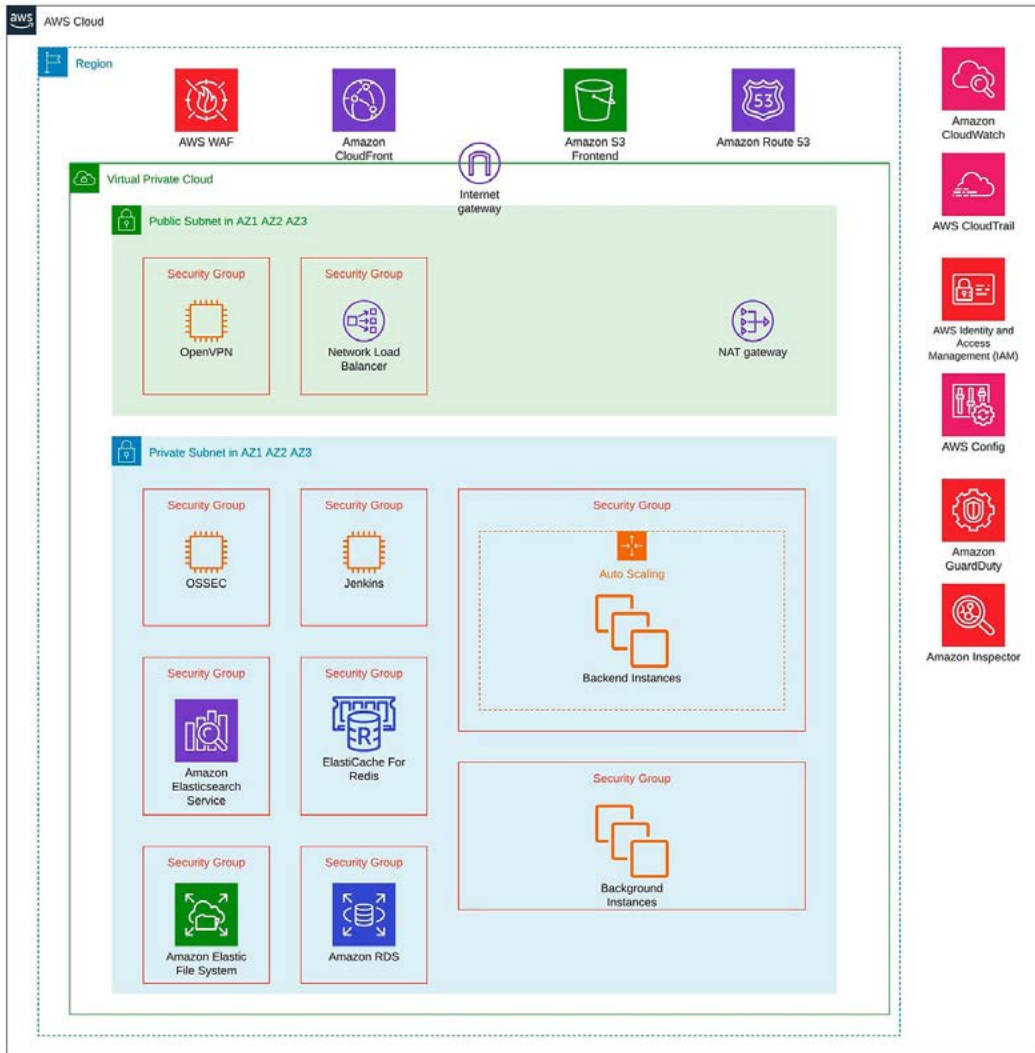 aws
AWS Cloud
Region
AWS WAF
Amazon
CloudFront
Amazon S3
Frontend
53
Amazon Route 53
Internet
gateway
Virtual Private Cloud
Public Subnet in AZ1 AZ2 AZ3
Security Group
OpenVPN
Security Group
Network Load
Balancer
NAT gateway
Private Subnet in AZ1 AZ2 AZ3
Security Group
OSSEC
Security Group
Jenkins
Security Group
Auto Scaling
Backend Instances
Security Group
Amazon
Elasticsearch
Service
Security Group
R
ElastiCache For
Redis
Security Group
Background
Instances
Security Group
Amazon Elastic
File System
Security Group
Amazon RDS
Amazon
CloudWatch
AWS CloudTrail
AWS Identity and
Access
Management (IAM)
AWS Config
Amazon
GuardDuty
Amazon Inspector